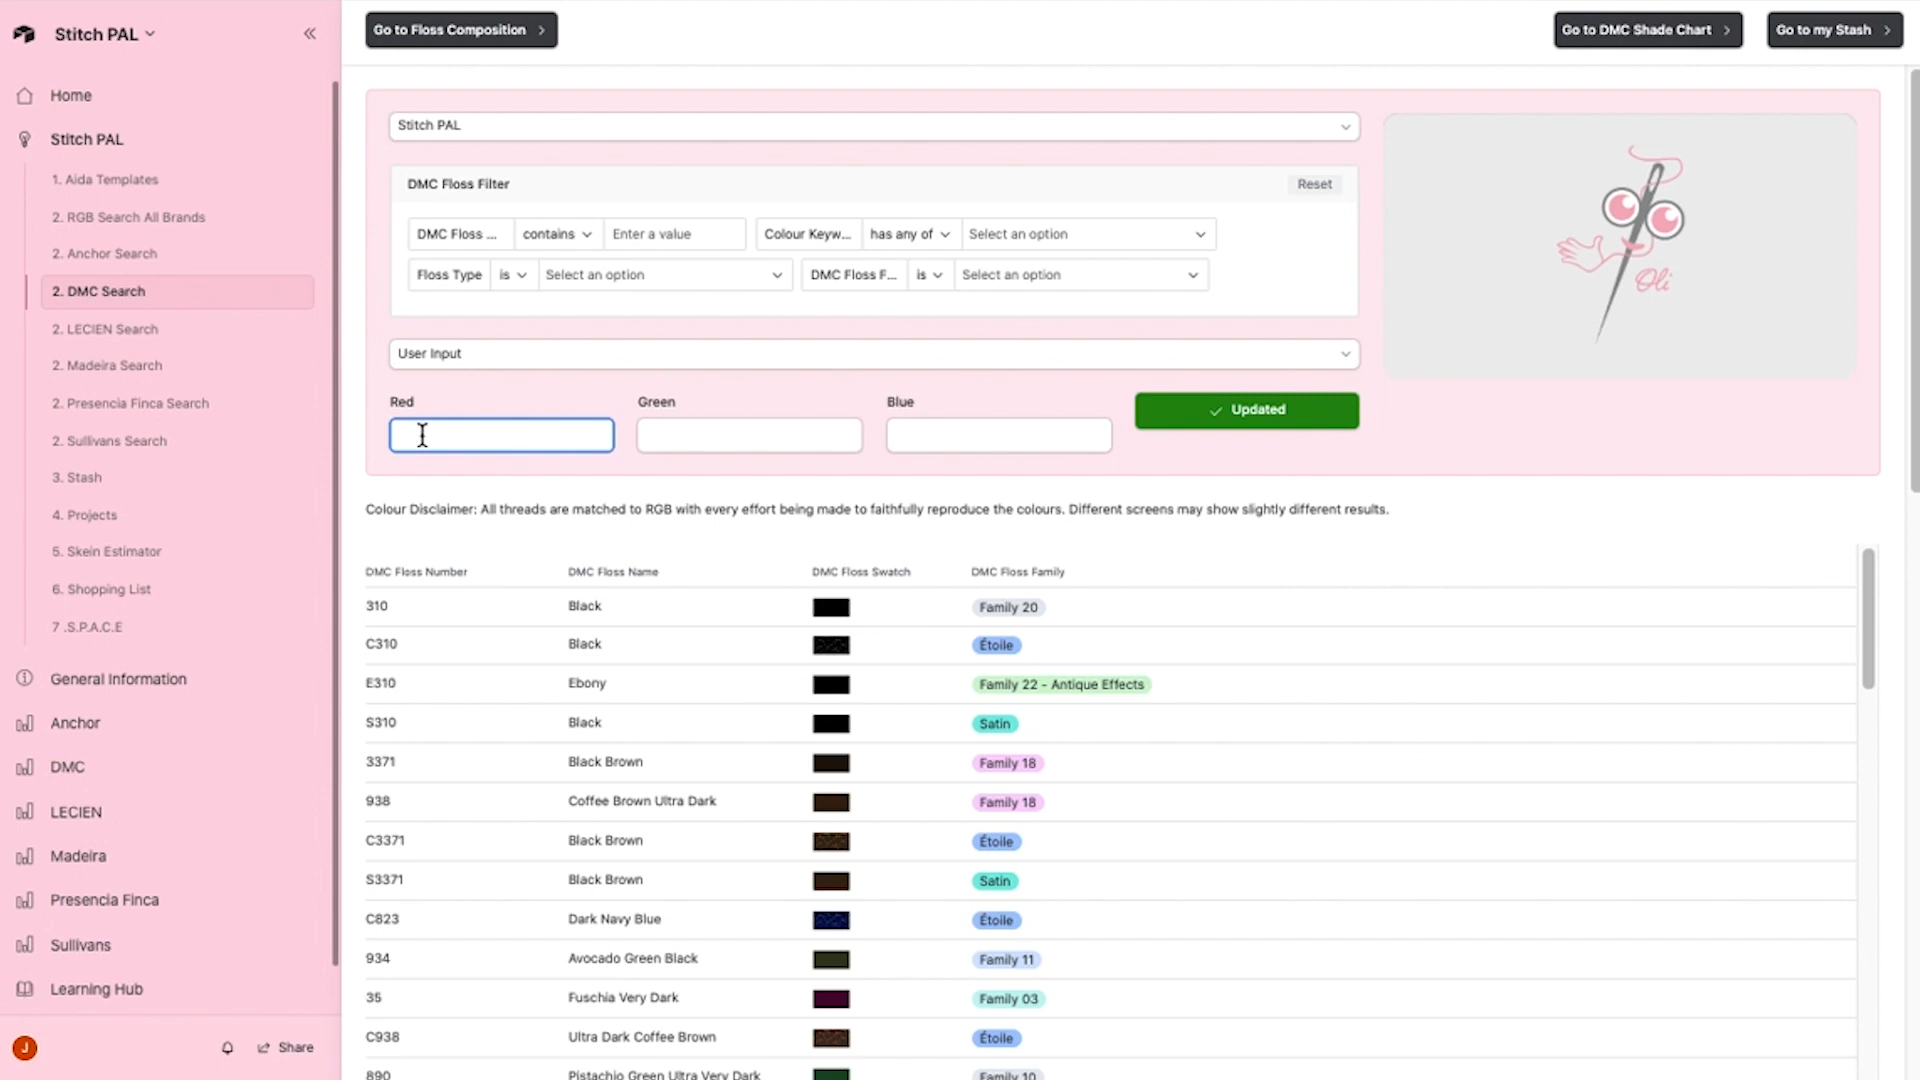 Stitch PAL
Home
Stitch PAL
1. Aida Templates
2. RGB Search All Brands
2. Anchor Search
2. DMC Search
2. LECIEN Search
2. Madeira Search
2. Presencia Finca Search
2. Sullivans Search
3. Stash
4. Projects
5. Skein Estimator
6. Shopping List
7 .S.P.A.C.E
General Information
Anchor
DMC
LECIEN
Madeira
Presencia Finca
Sullivans
Learning Hub
J
Share
Go to Floss Composition
Go to DMC Shade Chart
Go to my Stash
Stitch PAL
DMC Floss Filter
Reset
DMC Floss ... contains Enter a value Colour Keyw... has any of Select an option
Floss Type is Select an option DMC Floss F... is Select an option
Oli
User Input
Red Green Blue
Updated
Colour Disclaimer: All threads are matched to RGB with every effort being made to faithfully reproduce the colours. Different screens may show slightly different results.
DMC Floss Number DMC Floss Name DMC Floss Swatch DMC Floss Family
310 Black Family 20
C310 Black Étoile
E310 Ebony Family 22 - Antique Effects
S310 Black Satin
3371 Black Brown Family 18
938 Coffee Brown Ultra Dark Family 18
C3371 Black Brown Étoile
S3371 Black Brown Satin
C823 Dark Navy Blue Étoile
934 Avocado Green Black Family 11
35 Fuschia Very Dark Family 03
C938 Ultra Dark Coffee Brown Étoile
890 Pistachio Green Ultra Very Dark Family 10